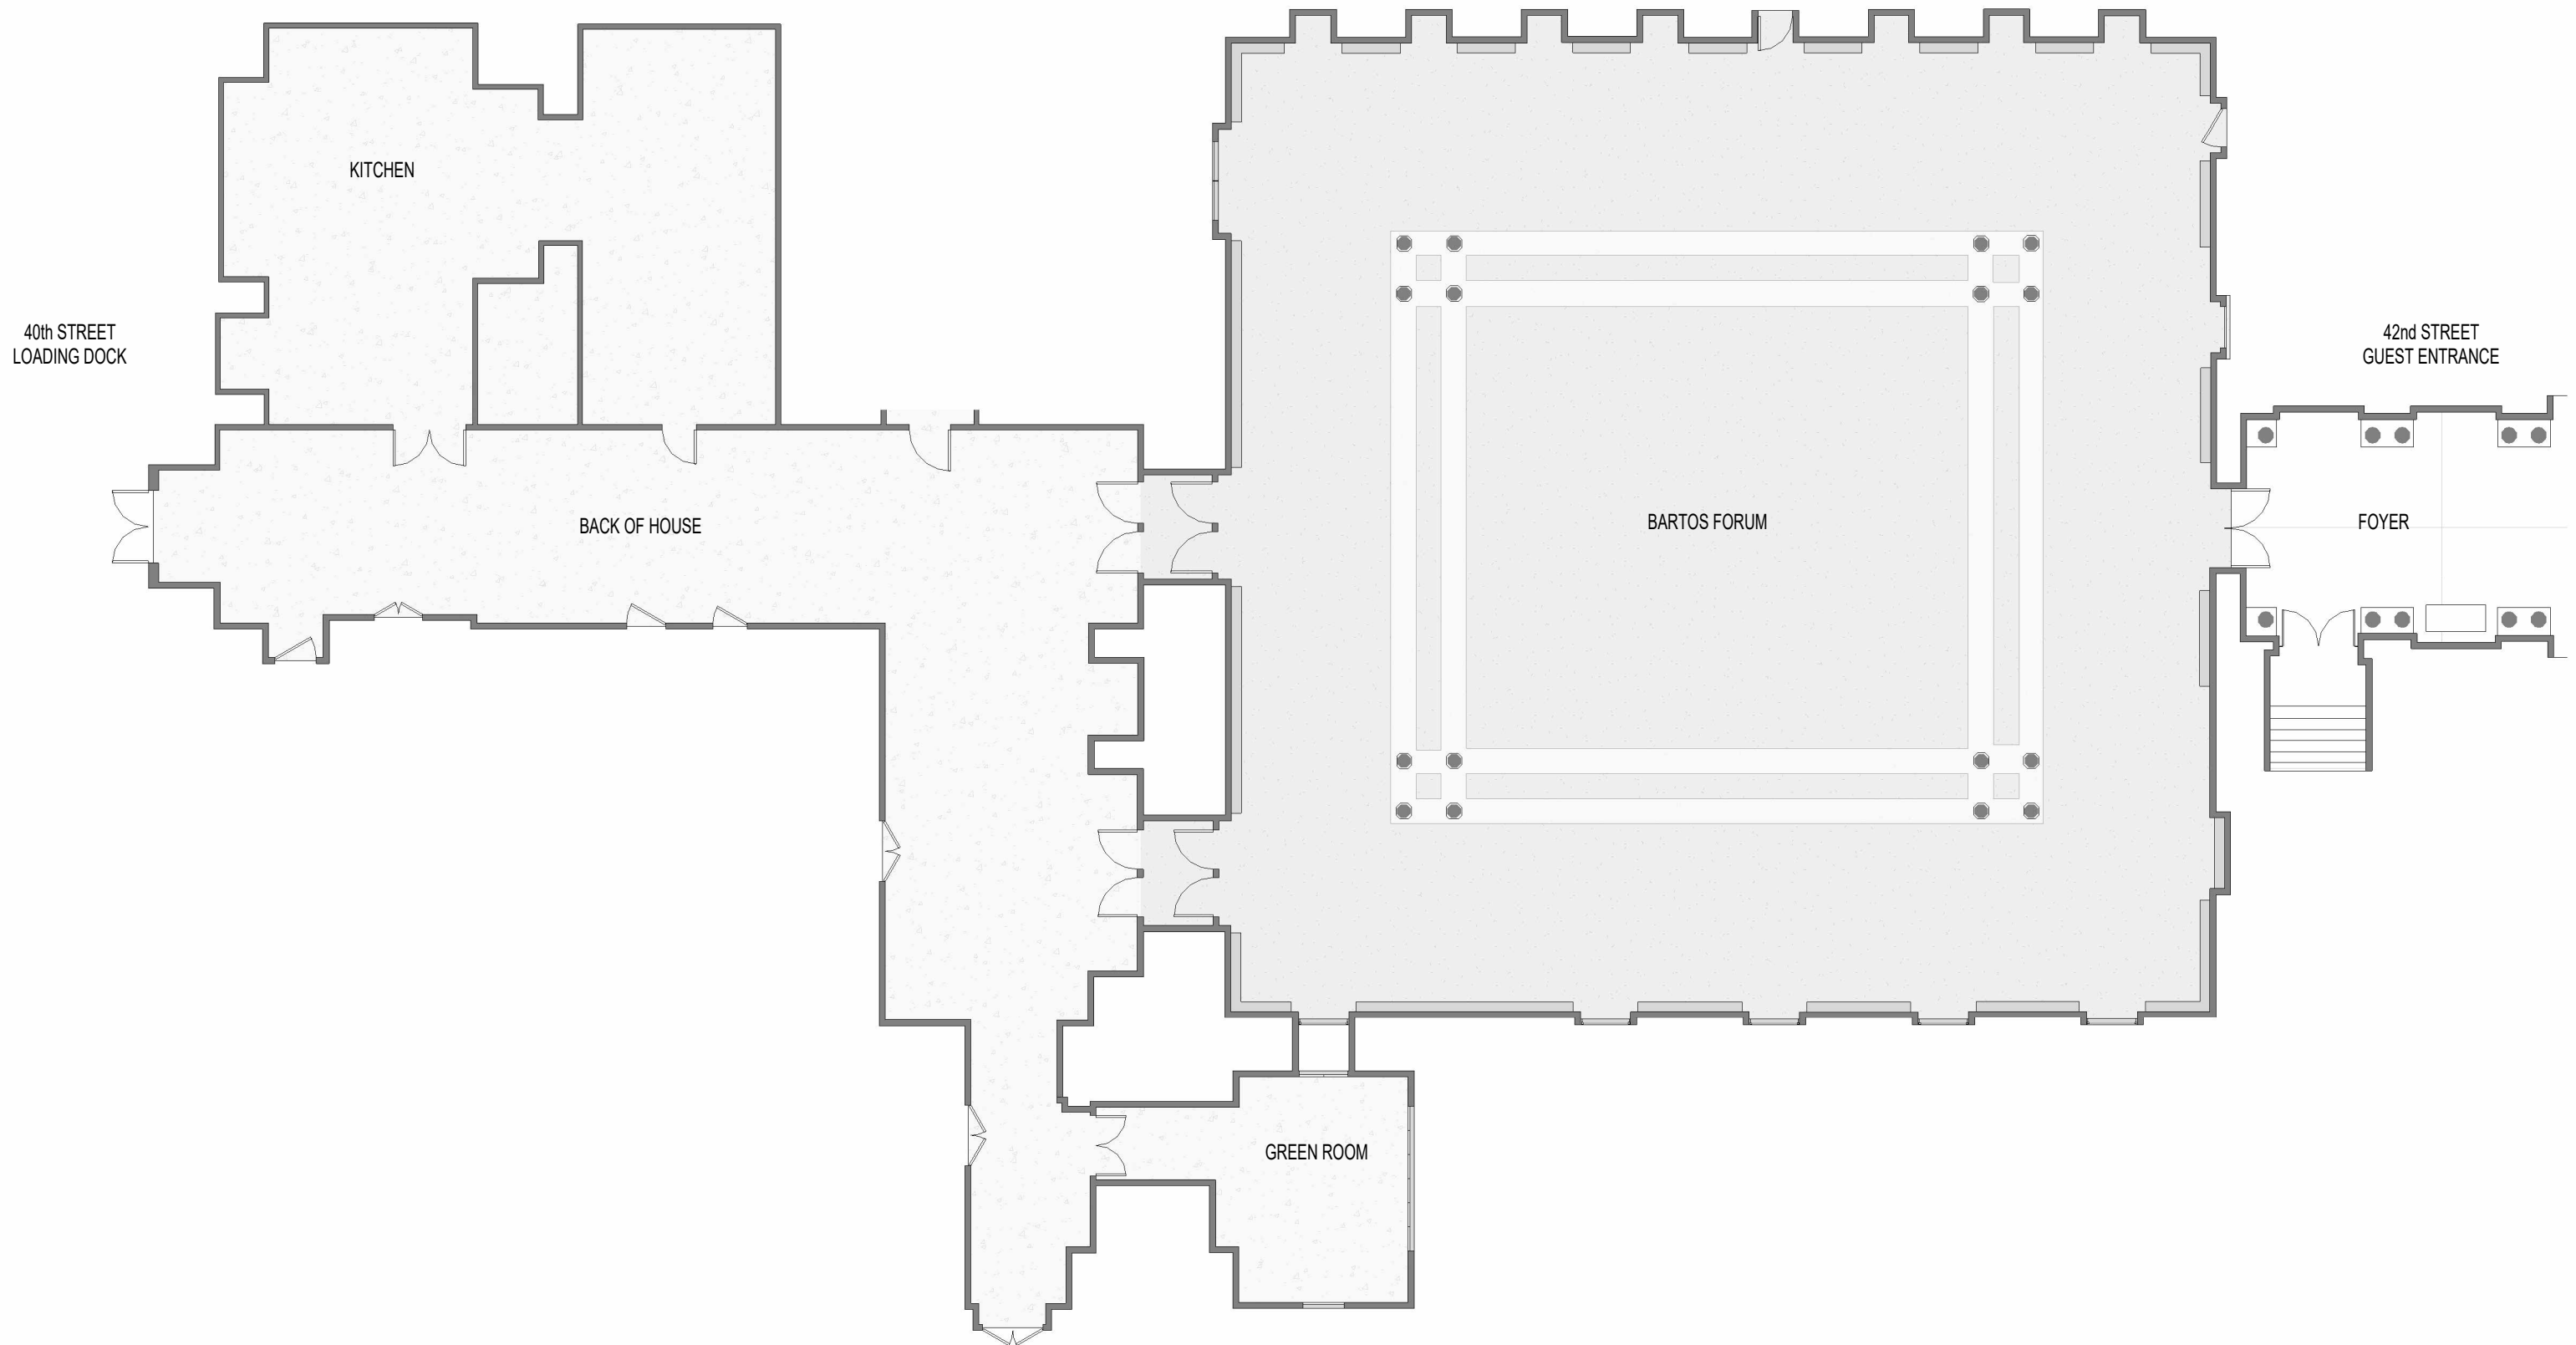 KITCHEN
40th STREET
LOADING DOCK
42nd STREET
GUEST ENTRANCE
BACK OF HOUSE
BARTOS FORUM
FOYER
GREEN ROOM